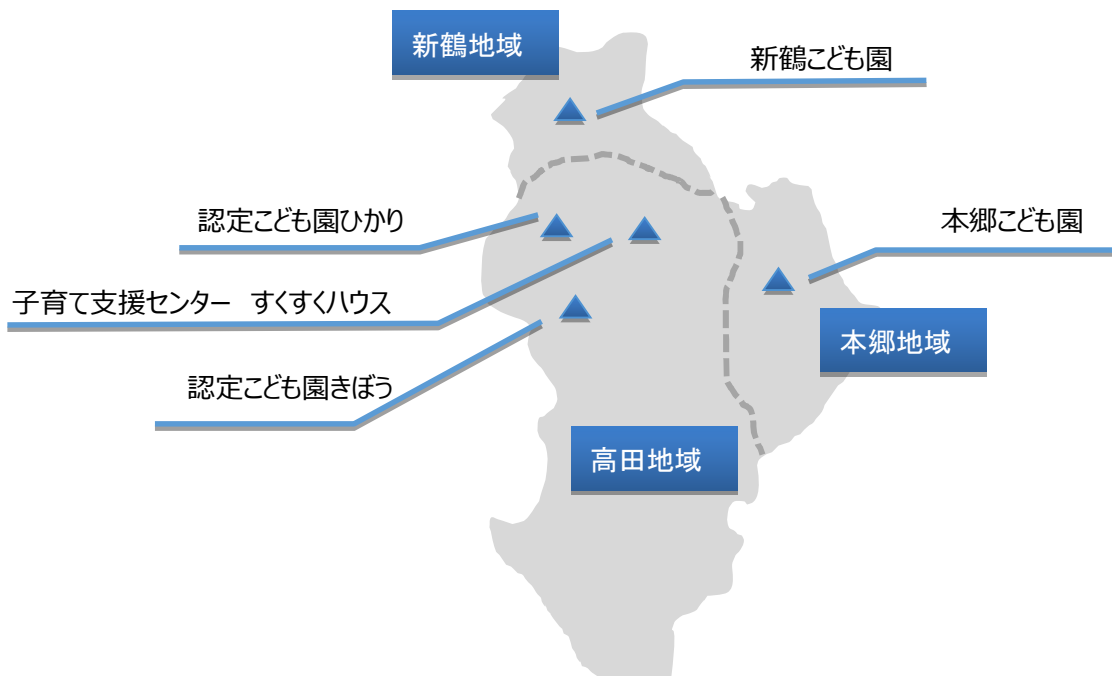 新鶴地域
新鶴こども園
認定こども園ひかり
本郷こども園
子育て支援センター　すくすくハウス
本郷地域
認定こども園きぼう
高田地域